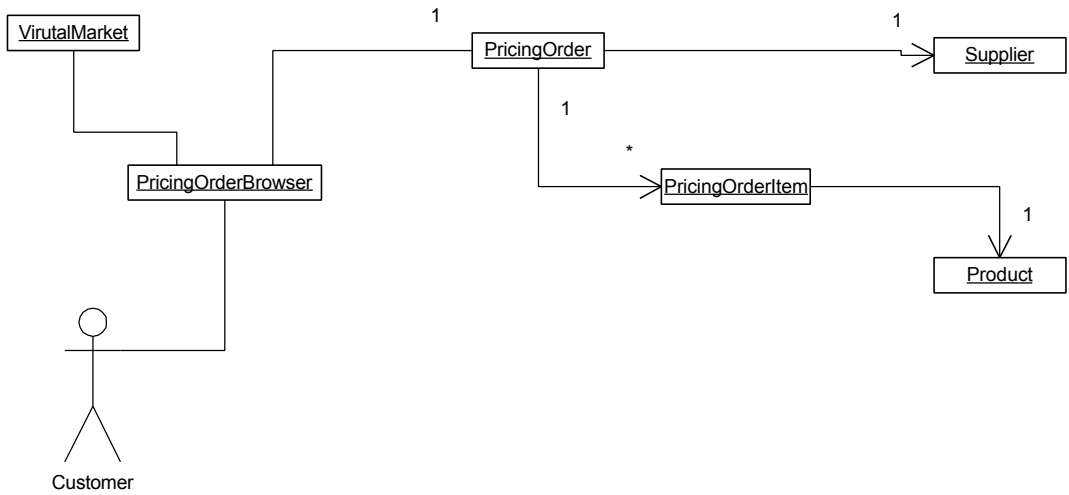 1
1
VirutalMarket
PricingOrder
Supplier
1
*
PricingOrderBrowser
PricingOrderItem
1
Product
Customer